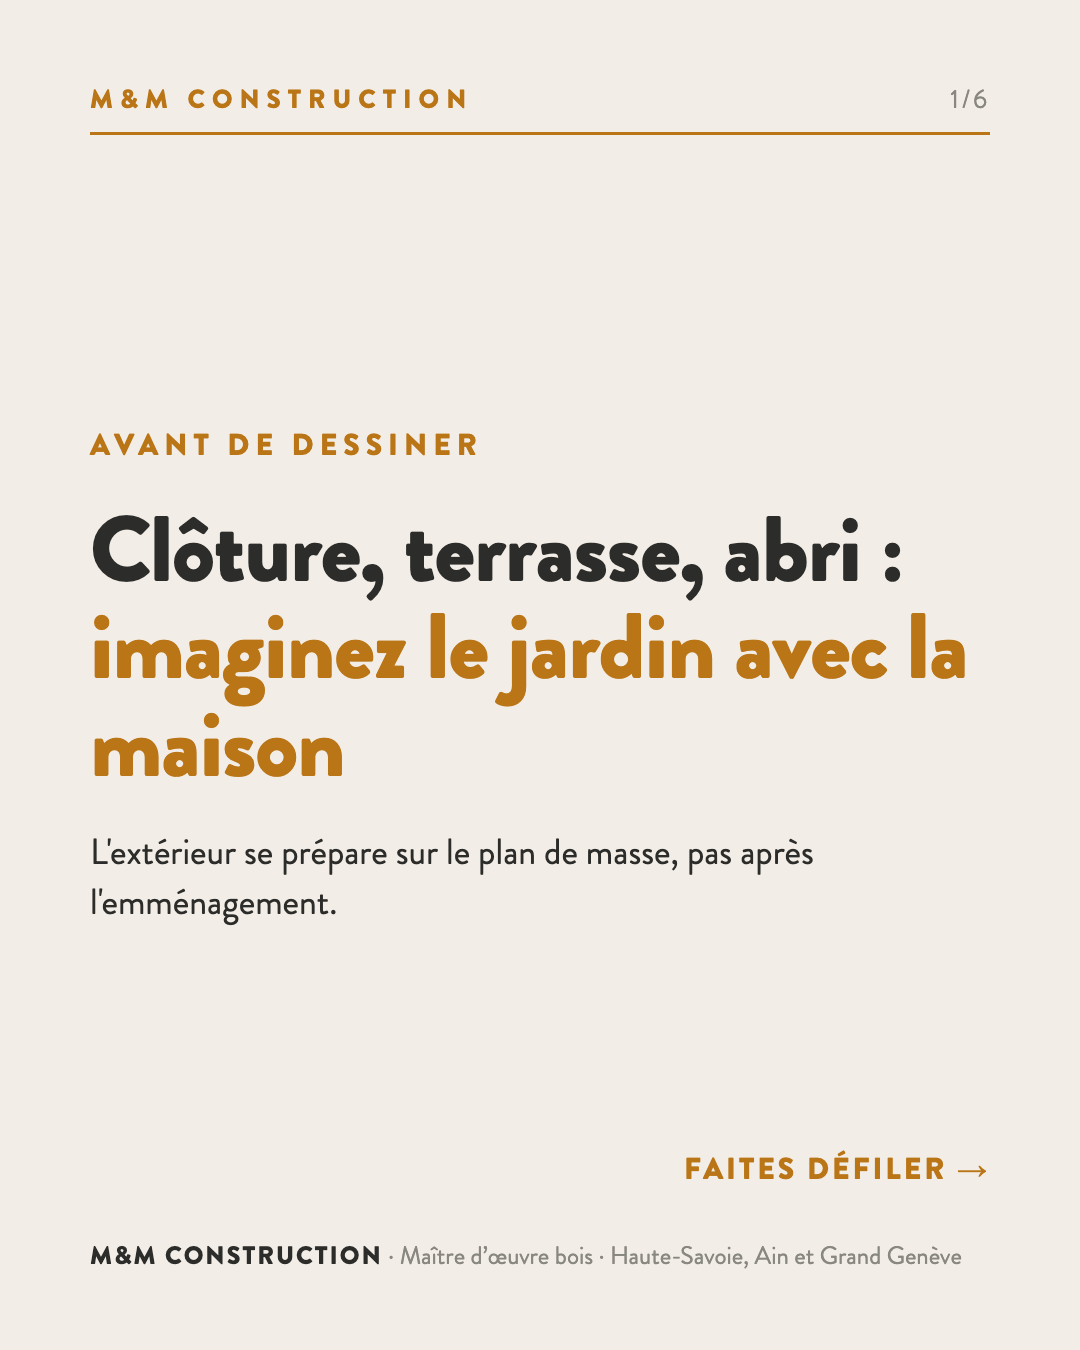 M&M CONSTRUCTION
1/6
AVANT DE DESSINER
Clôture, terrasse, abri :
imaginez le jardin avec la
maison
L'extérieur se prépare sur le plan de masse, pas après
l'emménagement.
FAITES DÉFILER →
M&M CONSTRUCTION · Maître d’œuvre bois · Haute-Savoie, Ain et Grand Genève